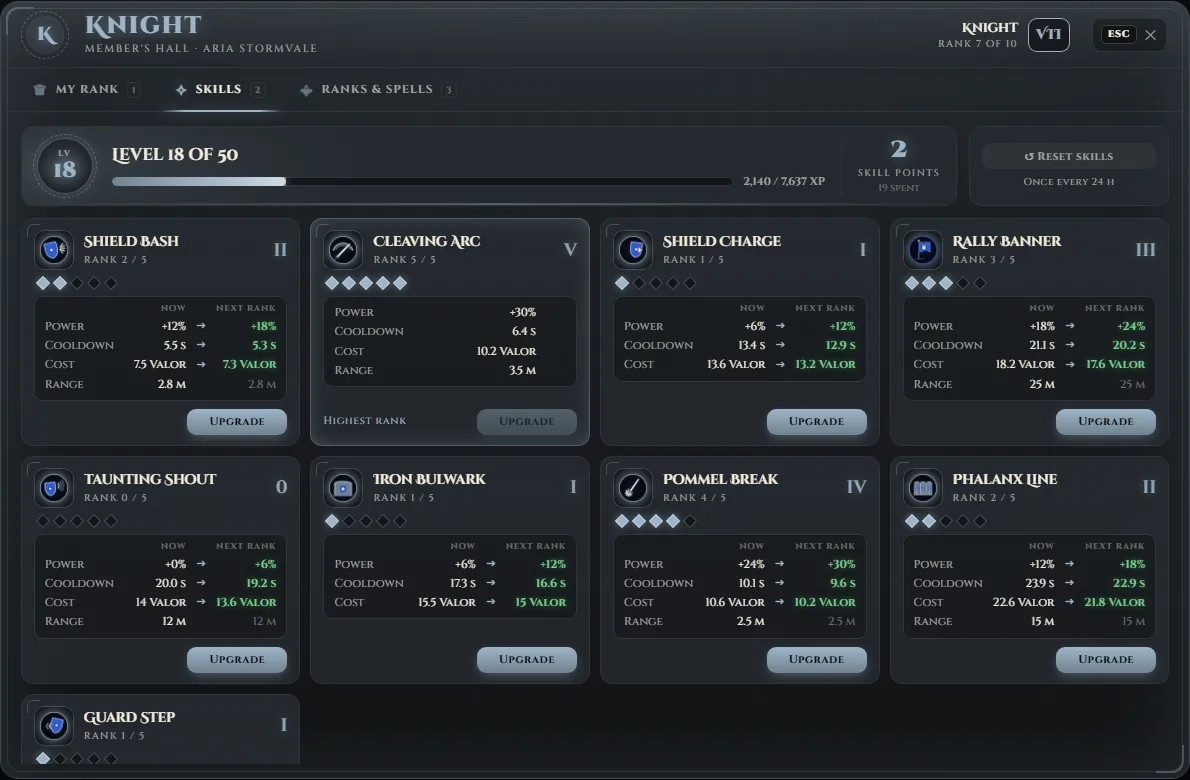 K
KNIGHT
MEMBER'S HALL · ARIA STORMVALE
KNIGHT
RANK 7 OF 10
VII
ESC
MY RANK 1
SKILLS 2
RANKS & SPELLS 3
LV
18
LEVEL 18 OF 50
2,140 / 7,637 XP
2
SKILL POINTS
19 SPENT
↺ RESET SKILLS
ONCE EVERY 24 H
SHIELD BASH
RANK 2 / 5
II
NOW NEXT RANK
POWER +12% → +18%
COOLDOWN 5.5 S → 5.3 S
COST 7.5 VALOR → 7.3 VALOR
RANGE 2.8 M 2.8 M
UPGRADE
CLEAVING ARC
RANK 5 / 5
V
POWER +30%
COOLDOWN 6.4 S
COST 10.2 VALOR
RANGE 3.5 M
HIGHEST RANK
UPGRADE
SHIELD CHARGE
RANK 1 / 5
I
NOW NEXT RANK
POWER +6% → +12%
COOLDOWN 13.4 S → 12.9 S
COST 13.6 VALOR → 13.2 VALOR
UPGRADE
RALLY BANNER
RANK 3 / 5
III
NOW NEXT RANK
POWER +18% → +24%
COOLDOWN 21.1 S → 20.2 S
COST 18.2 VALOR → 17.6 VALOR
RANGE 25 M 25 M
UPGRADE
TAUNTING SHOUT
RANK 0 / 5
0
NOW NEXT RANK
POWER +0% → +6%
COOLDOWN 20.0 S → 19.2 S
COST 14 VALOR → 13.6 VALOR
RANGE 12 M 12 M
UPGRADE
IRON BULWARK
RANK 1 / 5
I
NOW NEXT RANK
POWER +6% → +12%
COOLDOWN 17.3 S → 16.6 S
COST 15.5 VALOR → 15 VALOR
UPGRADE
POMMEL BREAK
RANK 4 / 5
IV
NOW NEXT RANK
POWER +24% → +30%
COOLDOWN 10.1 S → 9.6 S
COST 10.6 VALOR → 10.2 VALOR
RANGE 2.5 M 2.5 M
UPGRADE
PHALANX LINE
RANK 2 / 5
II
NOW NEXT RANK
POWER +12% → +18%
COOLDOWN 23.9 S → 22.9 S
COST 22.6 VALOR → 21.8 VALOR
RANGE 15 M 15 M
UPGRADE
GUARD STEP
RANK 1 / 5
I